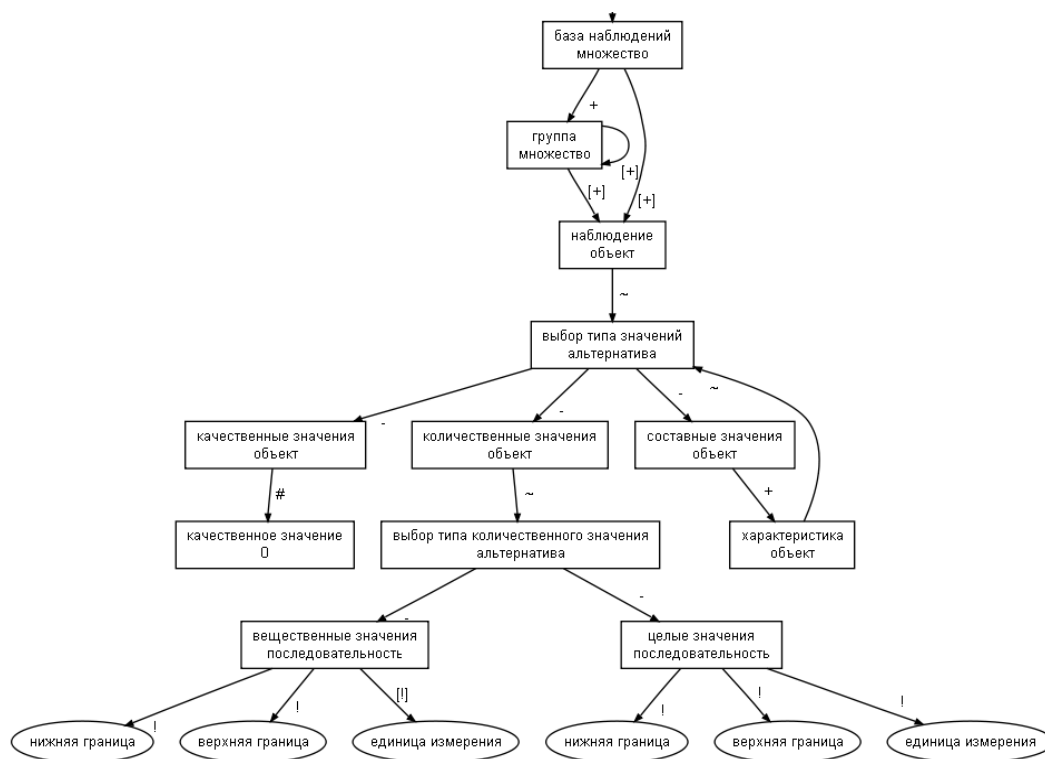 база наблюдений
множество
+
группа
множество
[+]
[+]
[+]
наблюдение
объект
~
выбор типа значений
альтернатива
~
-
-
-
качественные значения
объект
количественные значения
объект
составные значения
объект
#
~
+
качественное значение
0
выбор типа количественного значения
альтернатива
характеристика
объект
-
-
вещественные значения
последовательность
целые значения
последовательность
!
!
[!]
!
!
!
нижняя граница
верхняя граница
единица измерения
нижняя граница
верхняя граница
единица измерения